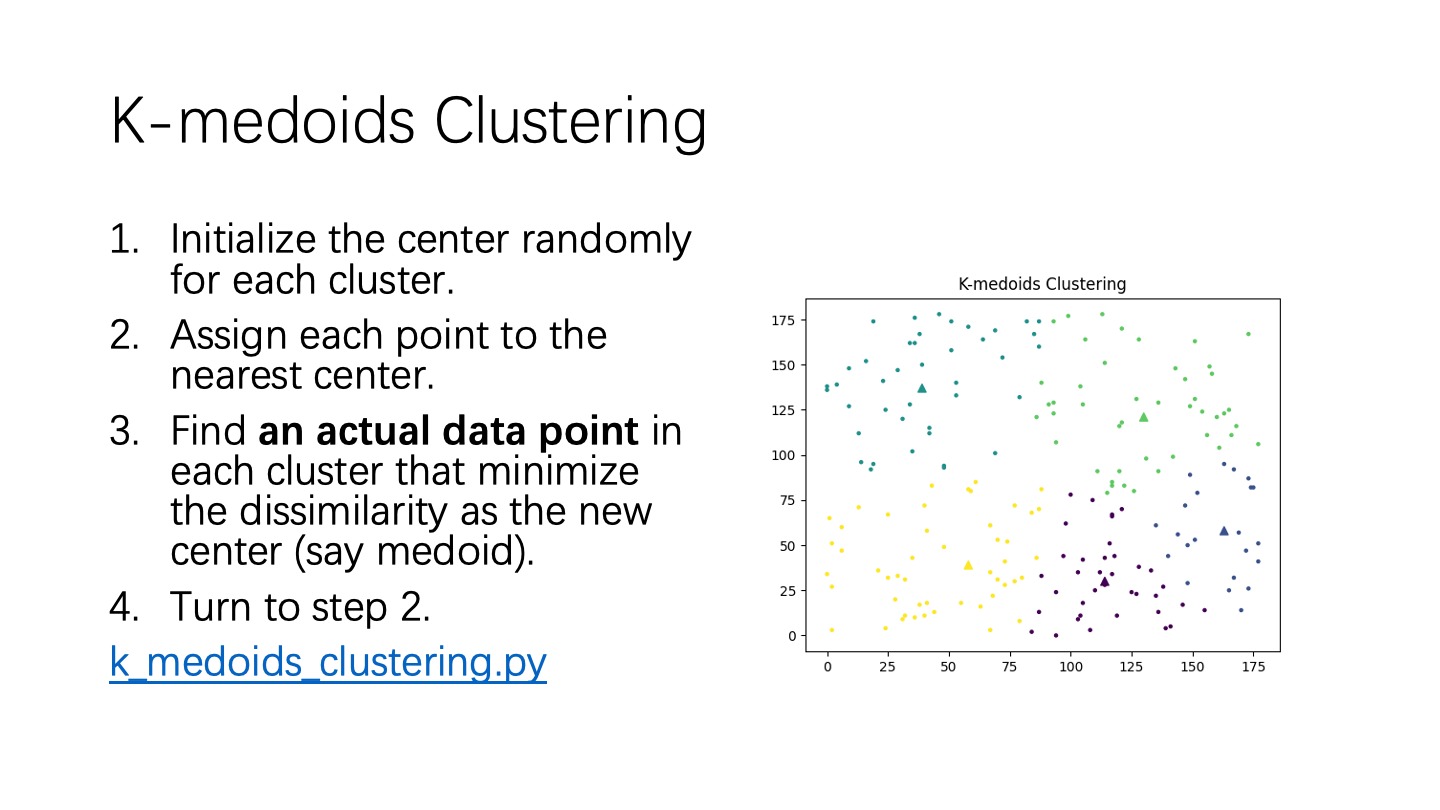 K-medoids Clustering
1. Initialize the center randomly
for each cluster.
2. Assign each point to the
nearest center.
3. Find an actual data point in
each cluster that minimize
the dissimilarity as the new
center (say medoid).
4. Turn to step 2.
k_medoids_clustering.py
K-medoids Clustering
175
150
125
100
75
50
25
0
0 25 50 75 100 125 150 175